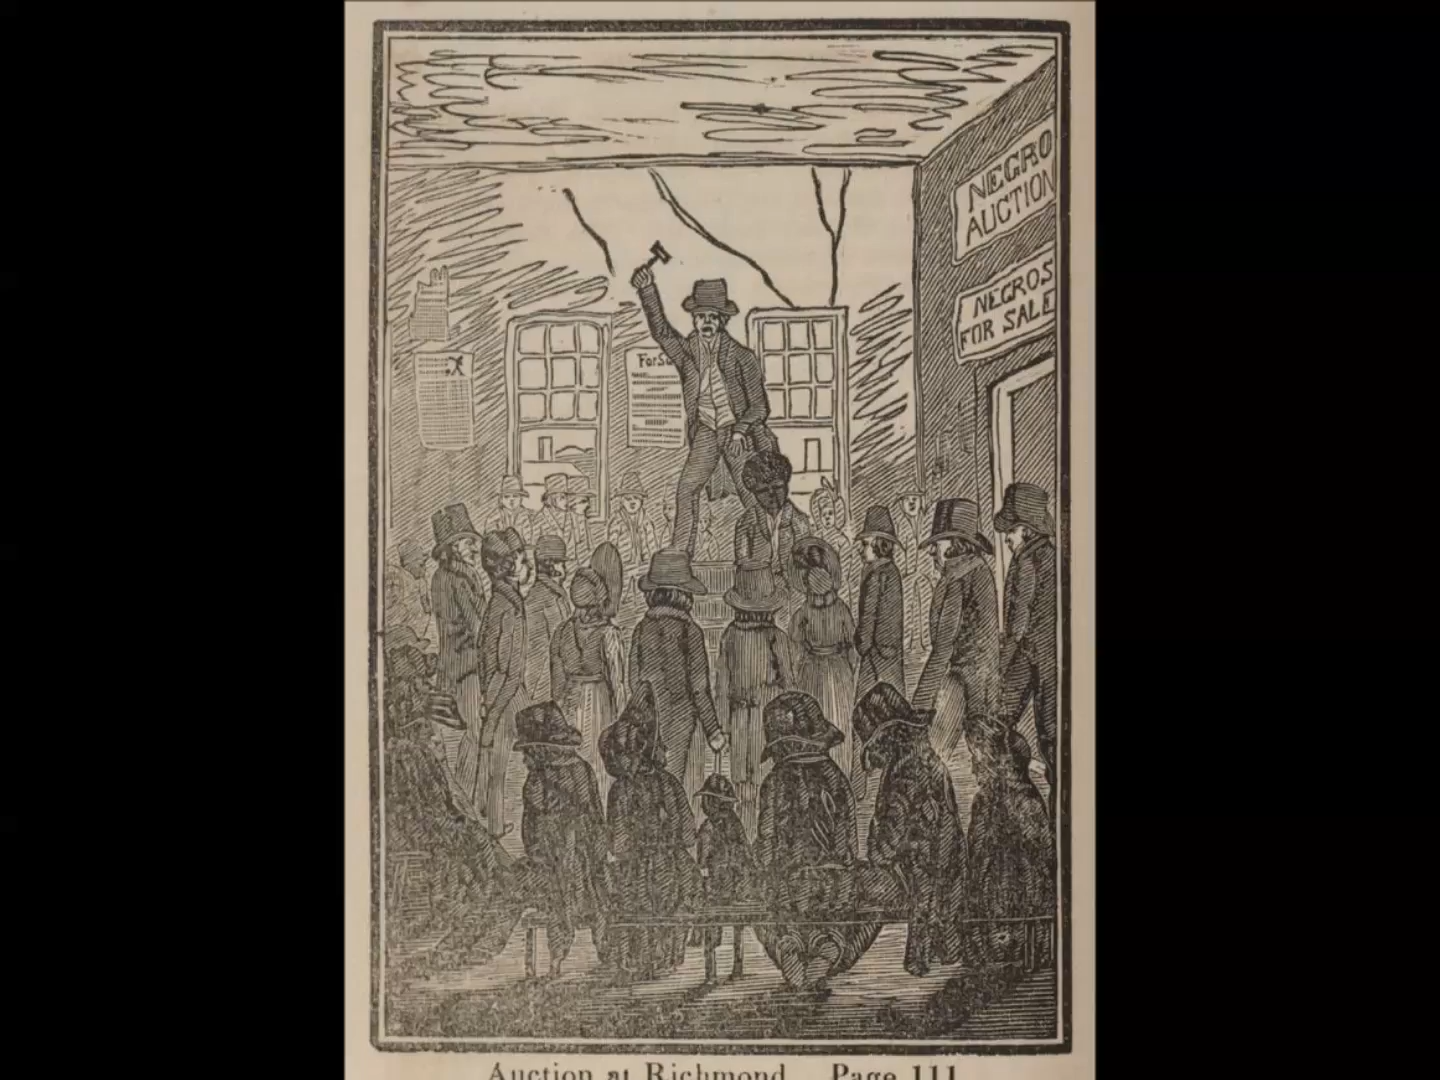 NEGRO
AUCTION
NEGROS
FOR SALE
For Sa
Auction at Richmond. Page 111